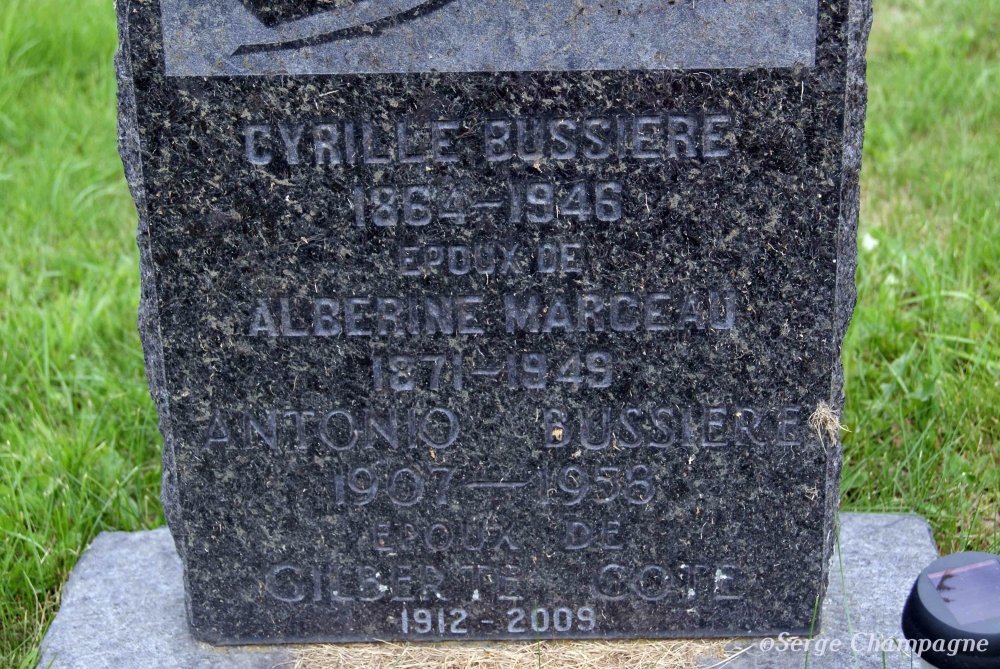 CYRILLE BUSSIERE
1864-1946
EPOUX DE
ALBERINE MARCEAU
1871-1949
ANTONIO BUSSIERE
1907-1958
EPOUX DE
GILBERTE COTE
1912-2009
©Serge Champagne